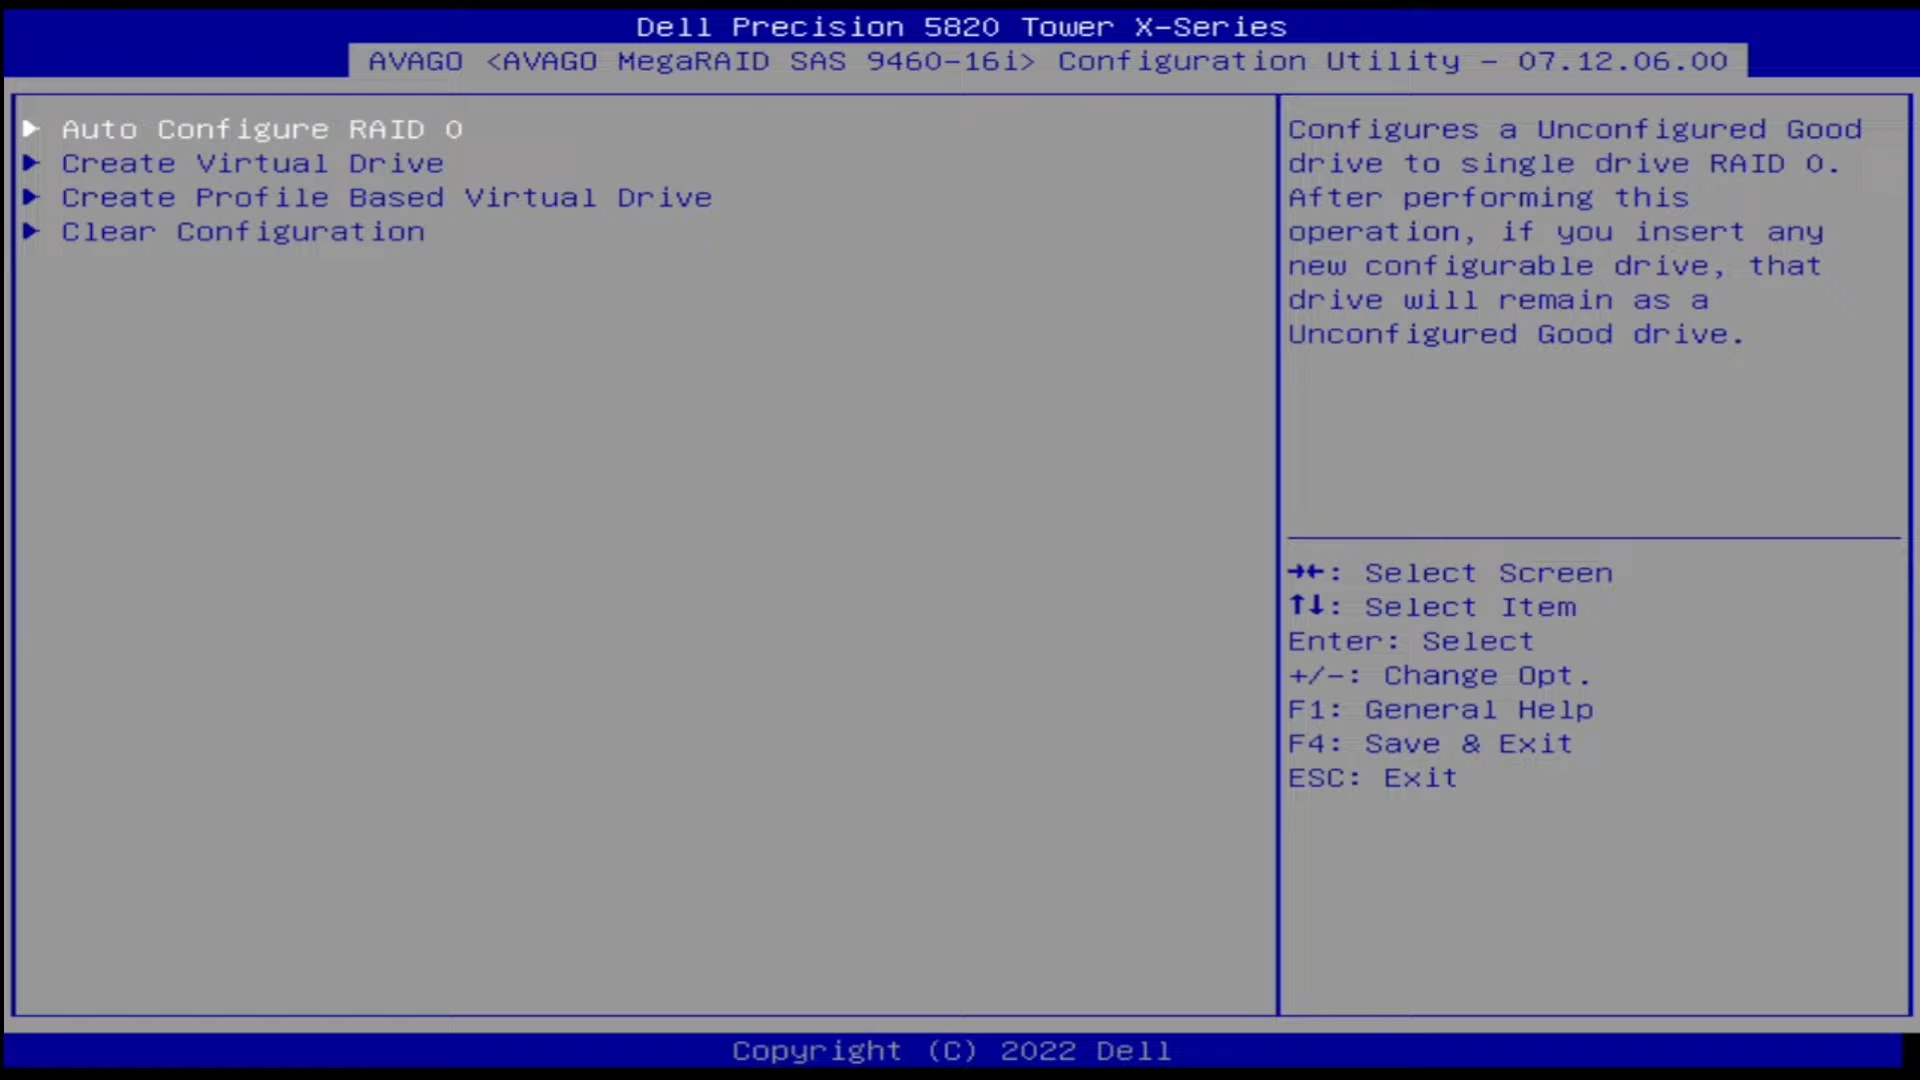 Dell Precision 5820 Tower X-Series
AVAGO <AVAGO MegaRAID SAS 9460-16i> Configuration Utility - 07.12.06.00
Auto Configure RAID 0
Create Virtual Drive
Create Profile Based Virtual Drive
Clear Configuration
Configures a Unconfigured Good
drive to single drive RAID 0.
After performing this
operation, if you insert any
new configurable drive, that
drive will remain as a
Unconfigured Good drive.
→←: Select Screen
↑↓: Select Item
Enter: Select
+/-: Change Opt.
F1: General Help
F4: Save & Exit
ESC: Exit
Copyright (C) 2022 Dell